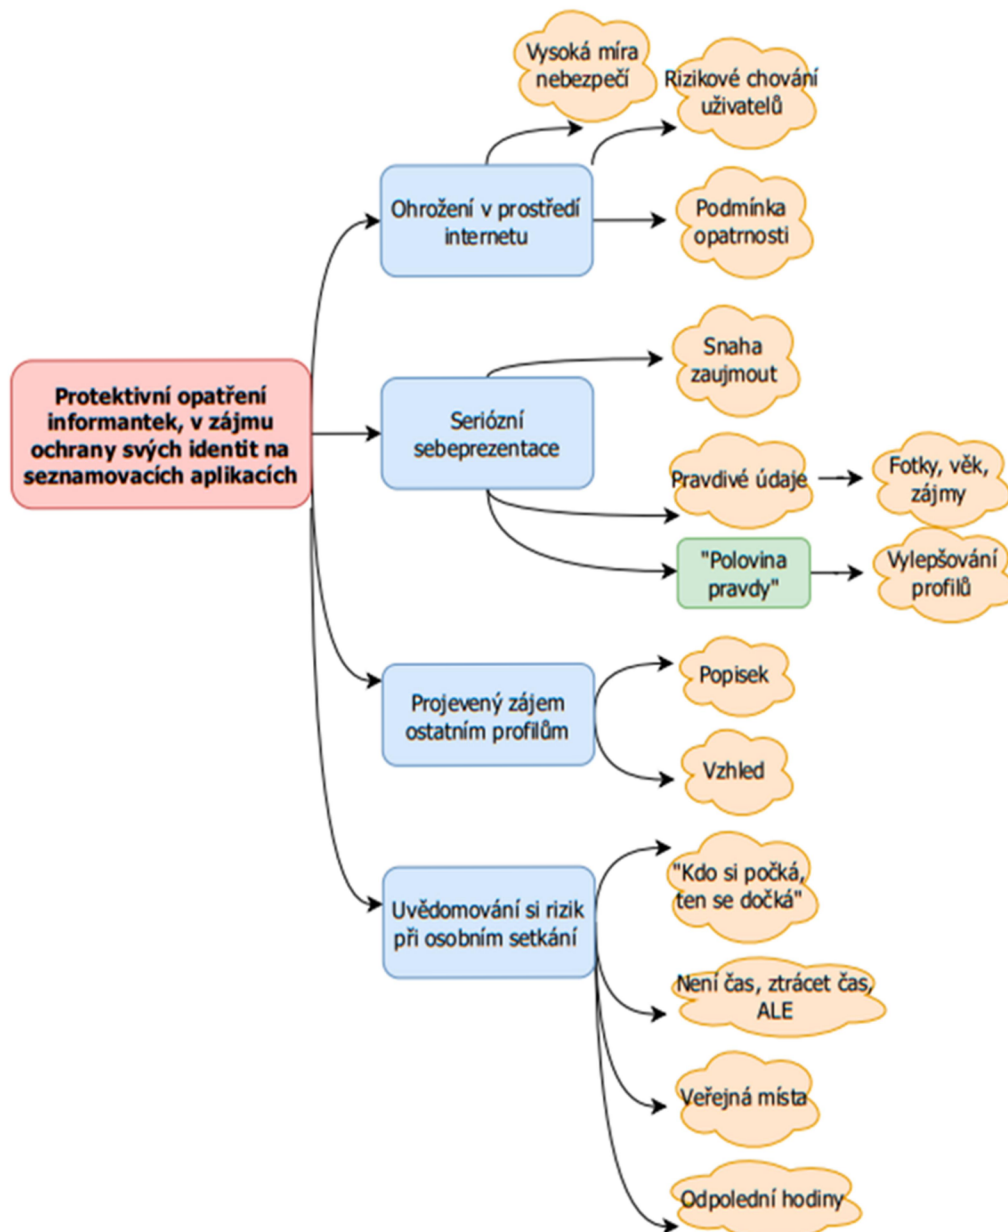 Vysoká míra
nebezpečí
Rizikové chování
uživatelů
Ohrožení v prostředí
internetu
Podmínka
opatrnosti
Protektivní opatření
informantek, v zájmu
ochrany svých identit na
seznamovacích aplikacích
Seriózní
sebeprezentace
Snaha
zaujmout
Pravdivé údaje
Fotky, věk,
zájmy
"Polovina
pravdy"
Vylepšování
profilů
Projevený zájem
ostatním profilům
Popisek
Vzhled
Uvědomování si rizik
při osobním setkání
"Kdo si počká,
ten se dočká"
Není čas, ztrácet čas,
ALE
Veřejná místa
Odpolední hodiny